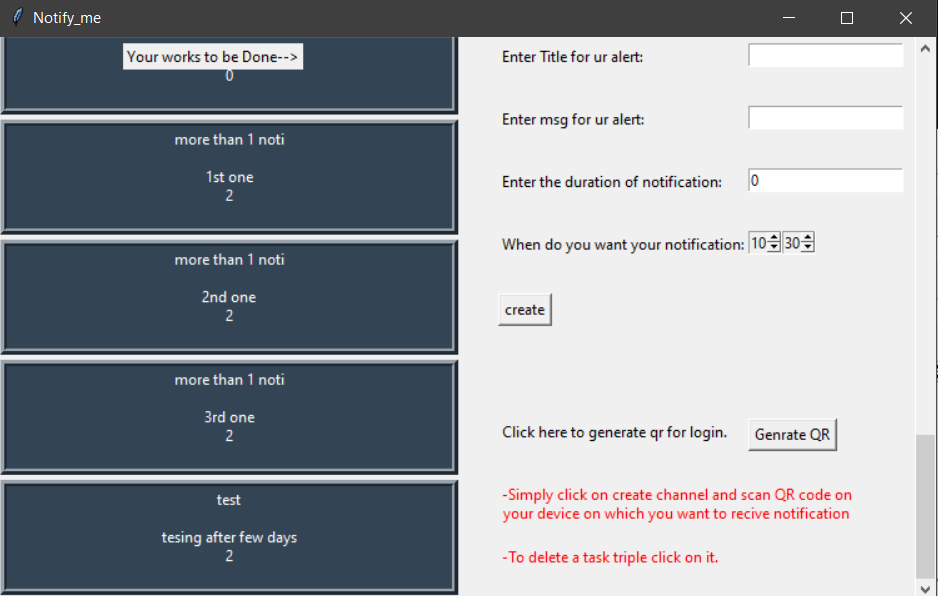 Notify_me
Your works to be Done-->
0
more than 1 noti
1st one
2
more than 1 noti
2nd one
2
more than 1 noti
3rd one
2
test
tesing after few days
2
Enter Title for ur alert:
Enter msg for ur alert:
Enter the duration of notification: 0
When do you want your notification: 10 30
create
Click here to generate qr for login. Genrate QR
-Simply click on create channel and scan QR code on
your device on which you want to recive notification
-To delete a task triple click on it.